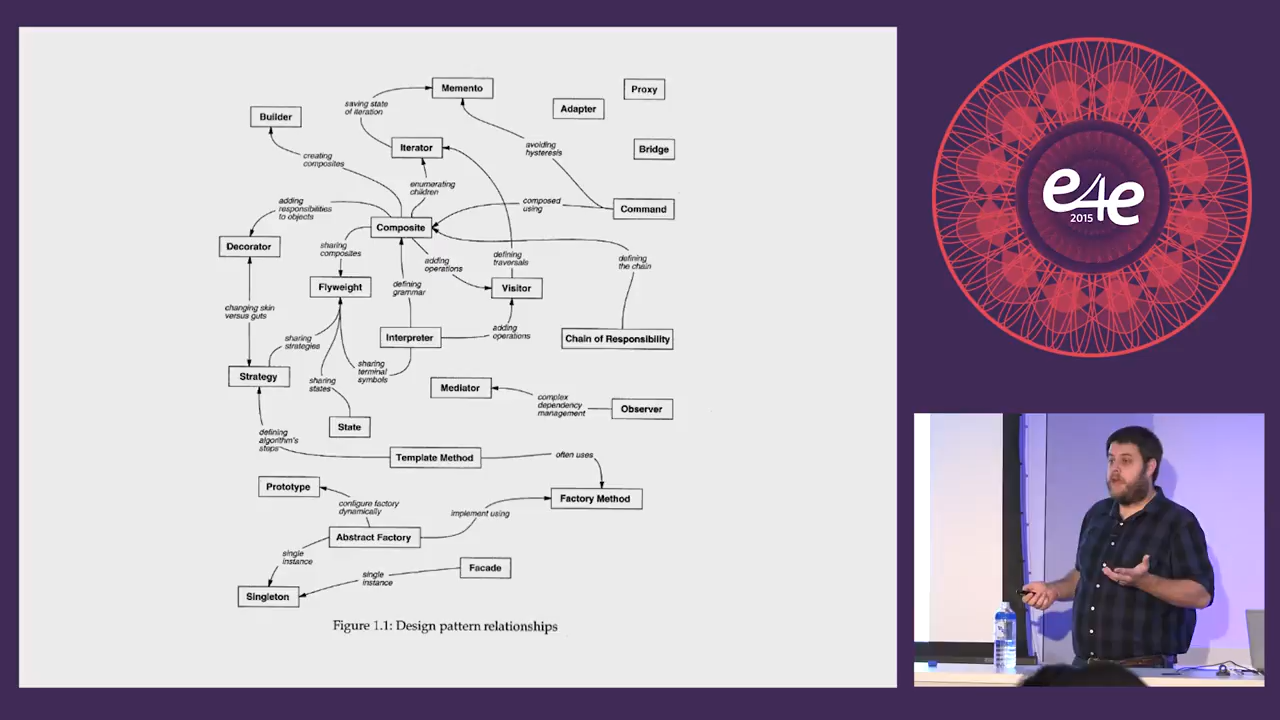 Memento
Proxy
Adapter
saving state
of iteration
Builder
Iterator
avoiding
hysteresis
Bridge
creating
composites
enumerating
children
adding
responsibilities
to objects
composed
using
Command
Composite
Decorator
sharing
composites
adding
operations
defining
traversals
defining
the chain
Flyweight
defining
grammar
Visitor
changing skin
versus guts
adding
operations
Interpreter
Chain of Responsibility
sharing
strategies
sharing
terminal
symbols
Strategy
sharing
states
Mediator
complex
dependency
management
Observer
State
defining
algorithm's
steps
Template Method
often uses
Prototype
configure factory
dynamically
Factory Method
implement using
Abstract Factory
single
instance
Facade
single
instance
Singleton
Figure 1.1: Design pattern relationships
e4e
2015